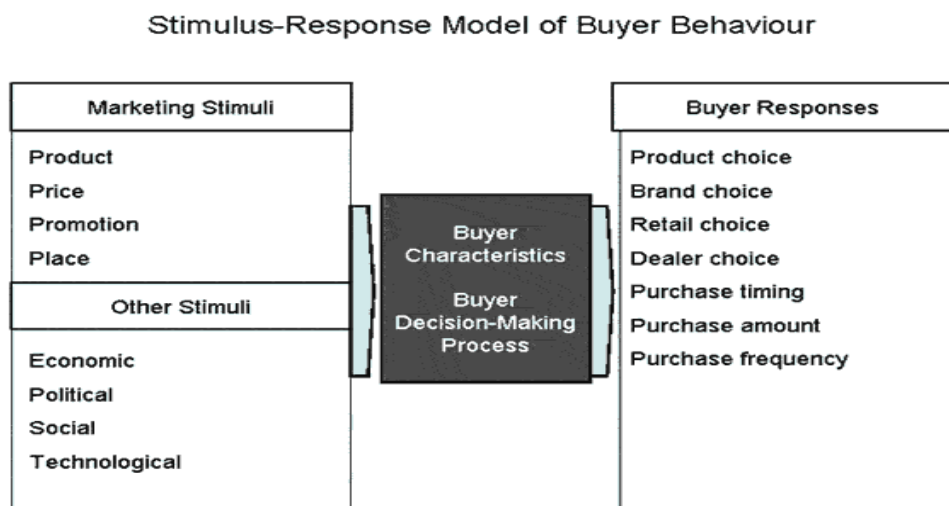 Stimulus-Response Model of Buyer Behaviour
Marketing Stimuli
Product
Price
Promotion
Place
Other Stimuli
Economic
Political
Social
Technological
Buyer
Characteristics
Buyer
Decision-Making
Process
Buyer Responses
Product choice
Brand choice
Retail choice
Dealer choice
Purchase timing
Purchase amount
Purchase frequency